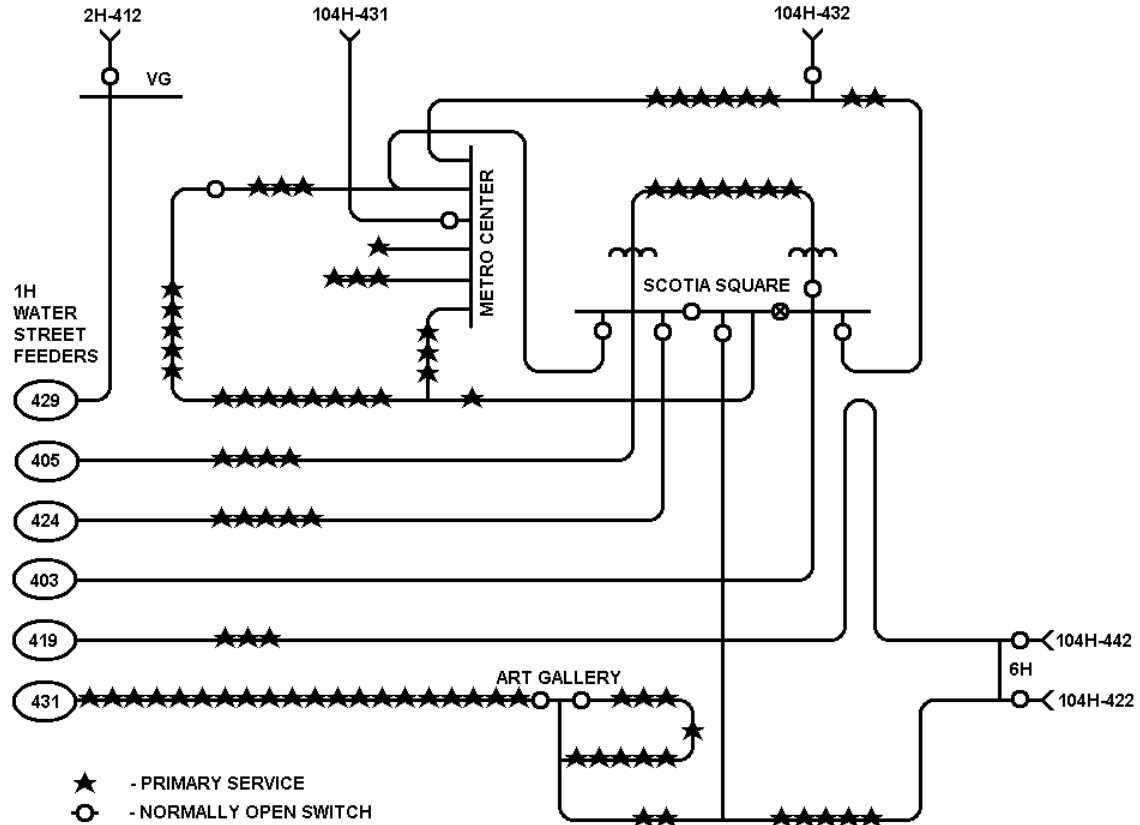 2H-412
104H-431
104H-432
VG
METRO CENTER
SCOTIA SQUARE
1H
WATER
STREET
FEEDERS
429
405
424
403
419
431
ART GALLERY
104H-442
6H
104H-422
- PRIMARY SERVICE
- NORMALLY OPEN SWITCH